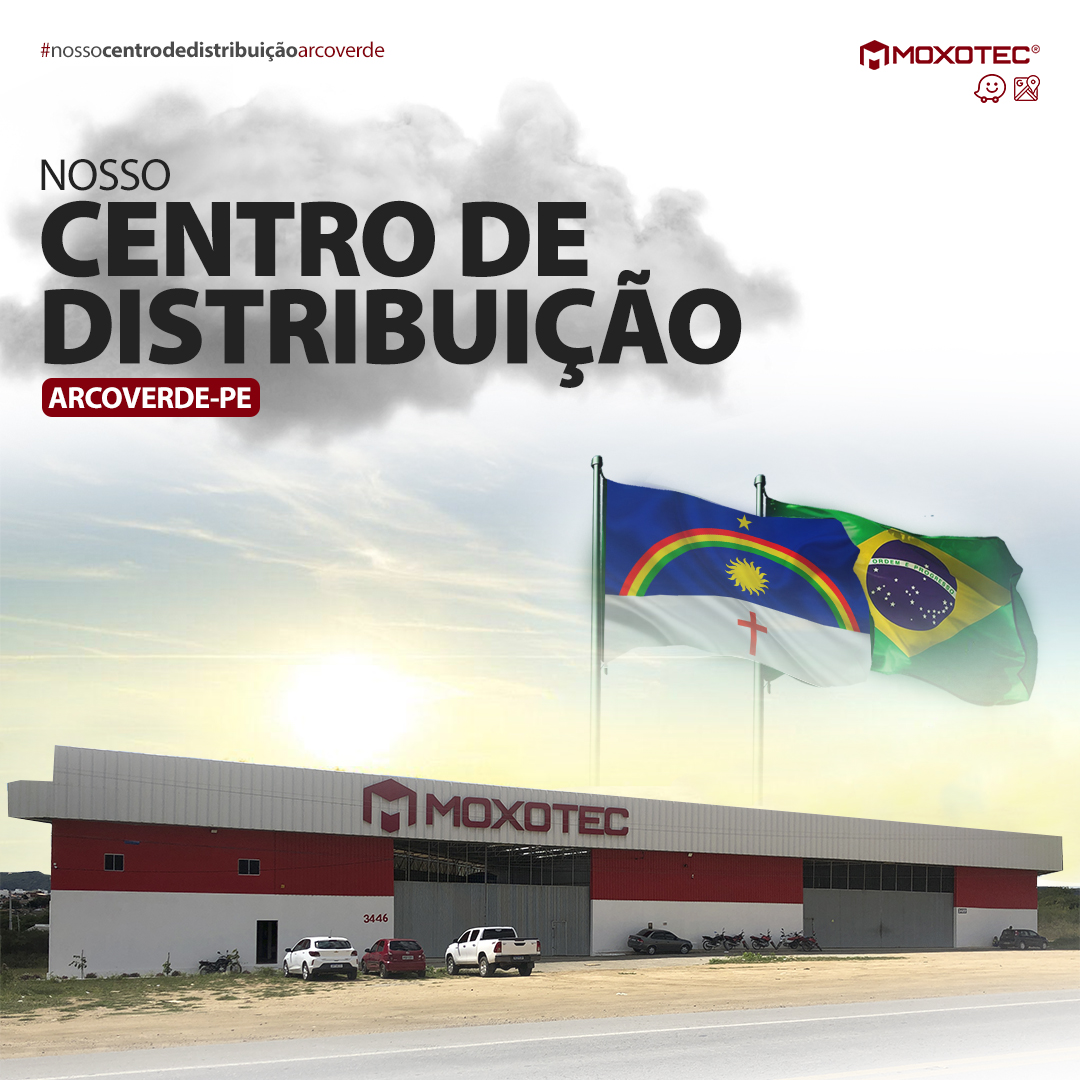 #nossocentrodedistribuiçãoarcoverde
MOXOTEC®
NOSSO
CENTRO DE
DISTRIBUIÇÃO
ARCOVERDE-PE
ORDEM E PROGRESSO
MOXOTEC
3446